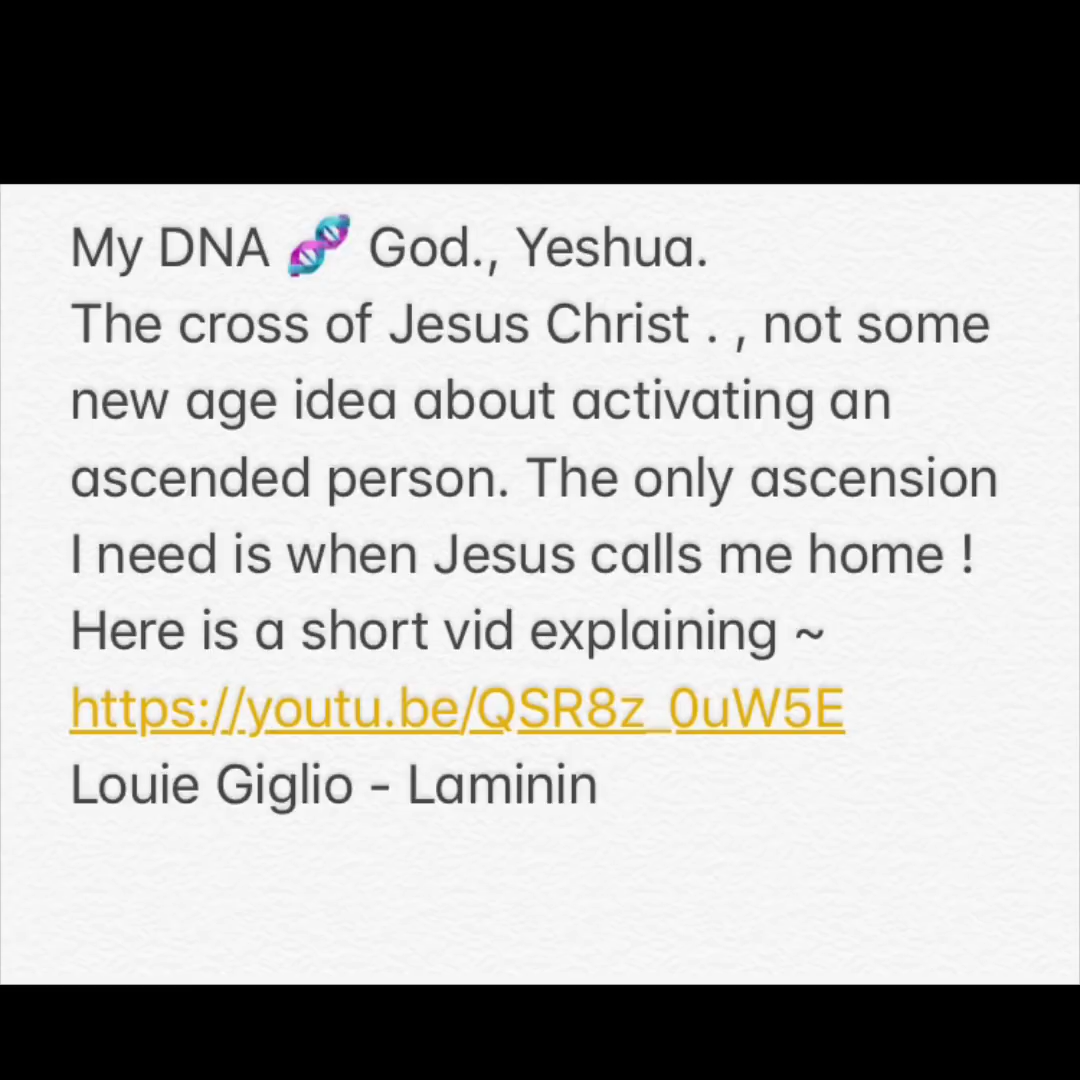 My DNA 🧬 God., Yeshua.
The cross of Jesus Christ . , not some
new age idea about activating an
ascended person. The only ascension
I need is when Jesus calls me home !
Here is a short vid explaining ~
https://youtu.be/QSR8z_0uW5E
Louie Giglio - Laminin